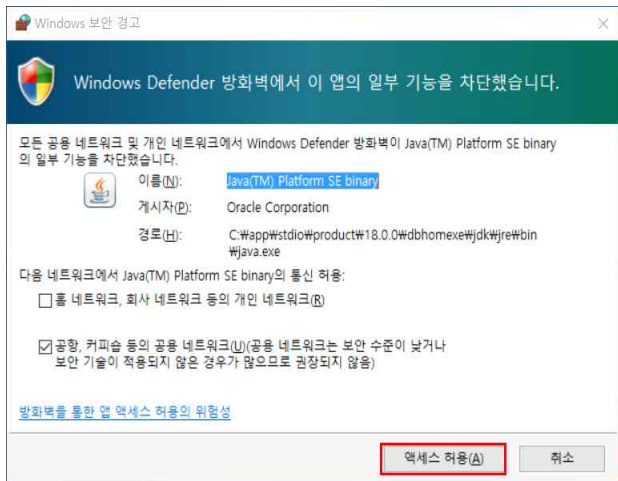 Windows 보안 경고
Windows Defender 방화벽에서 이 앱의 일부 기능을 차단했습니다.
모든 공용 네트워크 및 개인 네트워크에서 Windows Defender 방화벽이 Java(TM) Platform SE binary
의 일부 기능을 차단했습니다.
이름(N): Java(TM) Platform SE binary
게시자(P): Oracle Corporation
경로(H): C:₩app₩stdio₩product₩18.0.0₩dbhomexe₩jdk₩jre₩bin
₩java.exe
다음 네트워크에서 Java(TM) Platform SE binary의 통신 허용:
홈 네트워크, 회사 네트워크 등의 개인 네트워크(R)
공항, 커피숍 등의 공용 네트워크(U)(공용 네트워크는 보안 수준이 낮거나
보안 기술이 적용되지 않은 경우가 많으므로 권장되지 않음)
방화벽을 통한 앱 액세스 허용의 위험성
액세스 허용(A) 취소